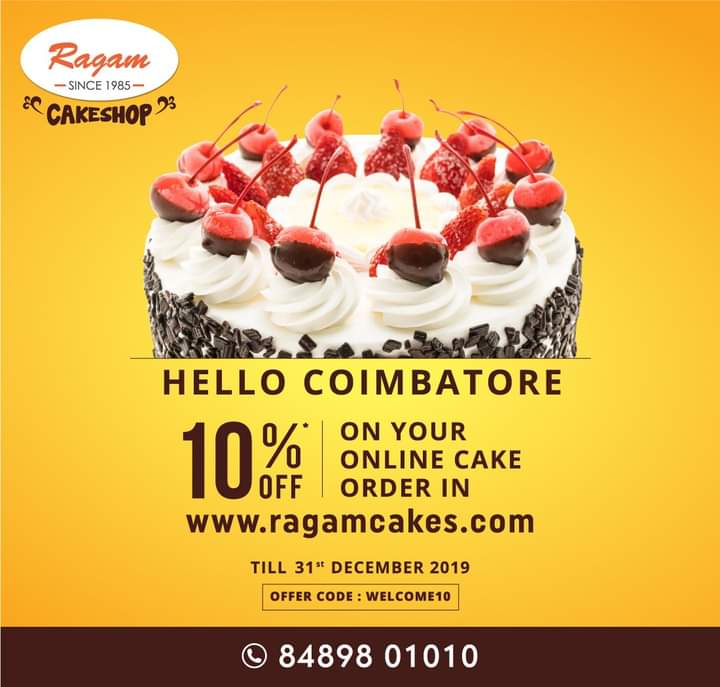 Ragam
SINCE 1985
CAKESHOP
HELLO COIMBATORE
10%* OFF
ON YOUR
ONLINE CAKE
ORDER IN
www.ragamcakes.com
TILL 31st DECEMBER 2019
OFFER CODE : WELCOME10
84898 01010